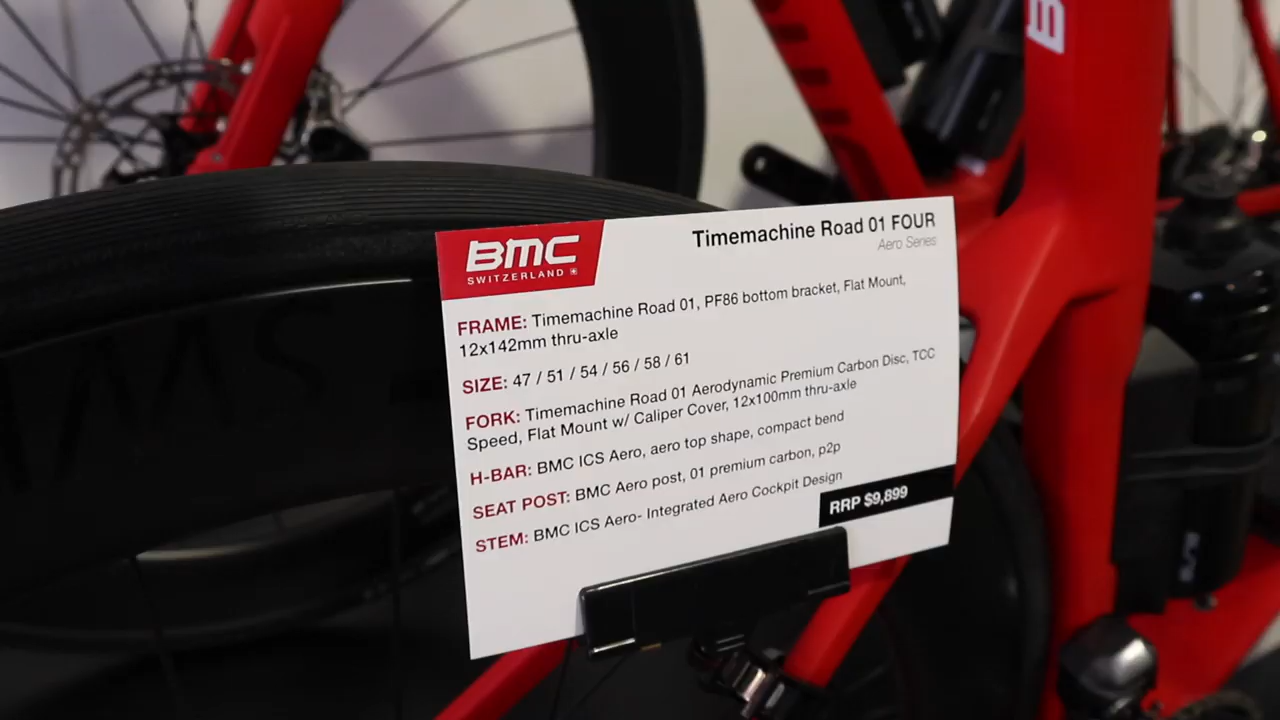 BMC
SWITZERLAND
Timemachine Road 01 FOUR
Aero Series
FRAME: Timemachine Road 01, PF86 bottom bracket, Flat Mount,
12x142mm thru-axle
SIZE: 47 / 51 / 54 / 56 / 58 / 61
FORK: Timemachine Road 01 Aerodynamic Premium Carbon Disc, TCC
Speed, Flat Mount w/ Caliper Cover, 12x100mm thru-axle
H-BAR: BMC ICS Aero, aero top shape, compact bend
SEAT POST: BMC Aero post, 01 premium carbon, p2p
STEM: BMC ICS Aero- Integrated Aero Cockpit Design
RRP $9,899